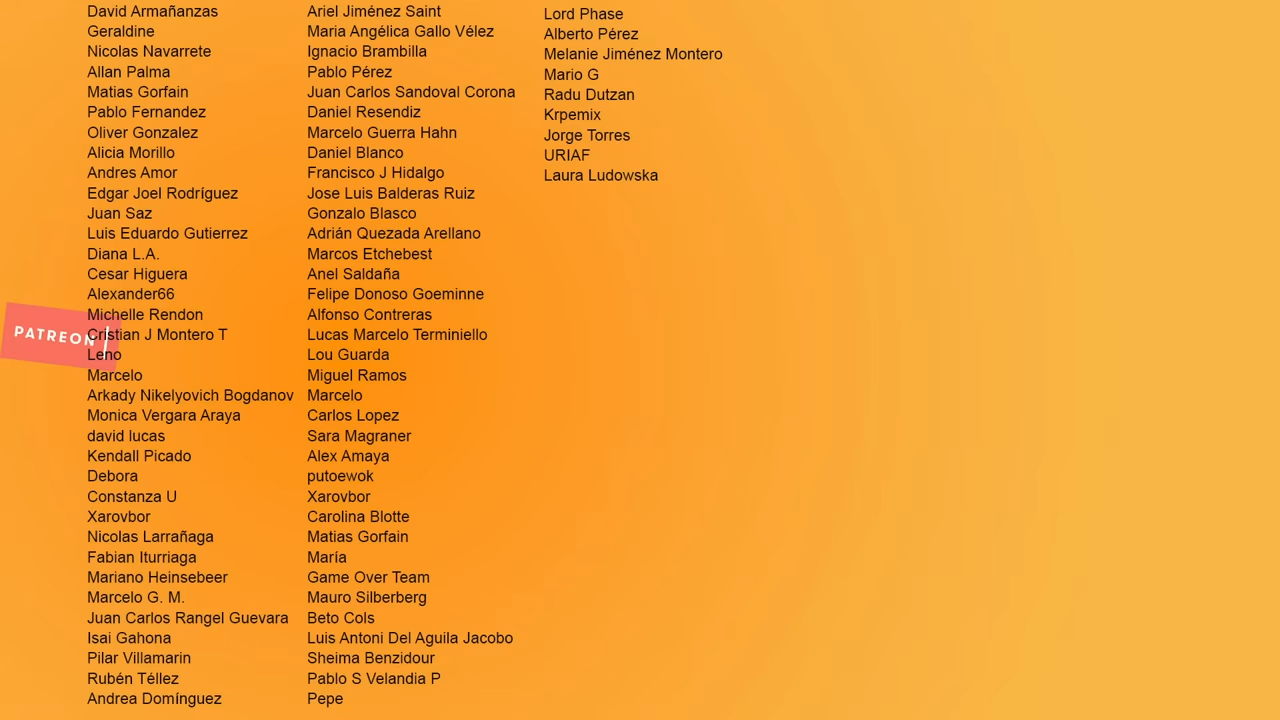 David Armañanzas
Geraldine
Nicolas Navarrete
Allan Palma
Matias Gorfain
Pablo Fernandez
Oliver Gonzalez
Alicia Morillo
Andres Amor
Edgar Joel Rodríguez
Juan Saz
Luis Eduardo Gutierrez
Diana L.A.
Cesar Higuera
Alexander66
Michelle Rendon
Cristian J Montero T
Leño
Marcelo
Arkady Nikelyovich Bogdanov
Monica Vergara Araya
david lucas
Kendall Picado
Debora
Constanza U
Xarovbor
Nicolas Larrañaga
Fabian Iturriaga
Mariano Heinsebeer
Marcelo G. M.
Juan Carlos Rangel Guevara
Isai Gahona
Pilar Villamarin
Rubén Téllez
Andrea Domínguez
Ariel Jiménez Saint
Maria Angélica Gallo Vélez
Ignacio Brambilla
Pablo Pérez
Juan Carlos Sandoval Corona
Daniel Resendiz
Marcelo Guerra Hahn
Daniel Blanco
Francisco J Hidalgo
Jose Luis Balderas Ruiz
Gonzalo Blasco
Adrián Quezada Arellano
Marcos Etchebest
Anel Saldaña
Felipe Donoso Goeminne
Alfonso Contreras
Lucas Marcelo Terminiello
Lou Guarda
Miguel Ramos
Marcelo
Carlos Lopez
Sara Magraner
Alex Amaya
putoewok
Xarovbor
Carolina Blotte
Matias Gorfain
María
Game Over Team
Mauro Silberberg
Beto Cols
Luis Antoni Del Aguila Jacobo
Sheima Benzidour
Pablo S Velandia P
Pepe
Lord Phase
Alberto Pérez
Melanie Jiménez Montero
Mario G
Radu Dutzan
Krpemix
Jorge Torres
URIAF
Laura Ludowska
PATREON